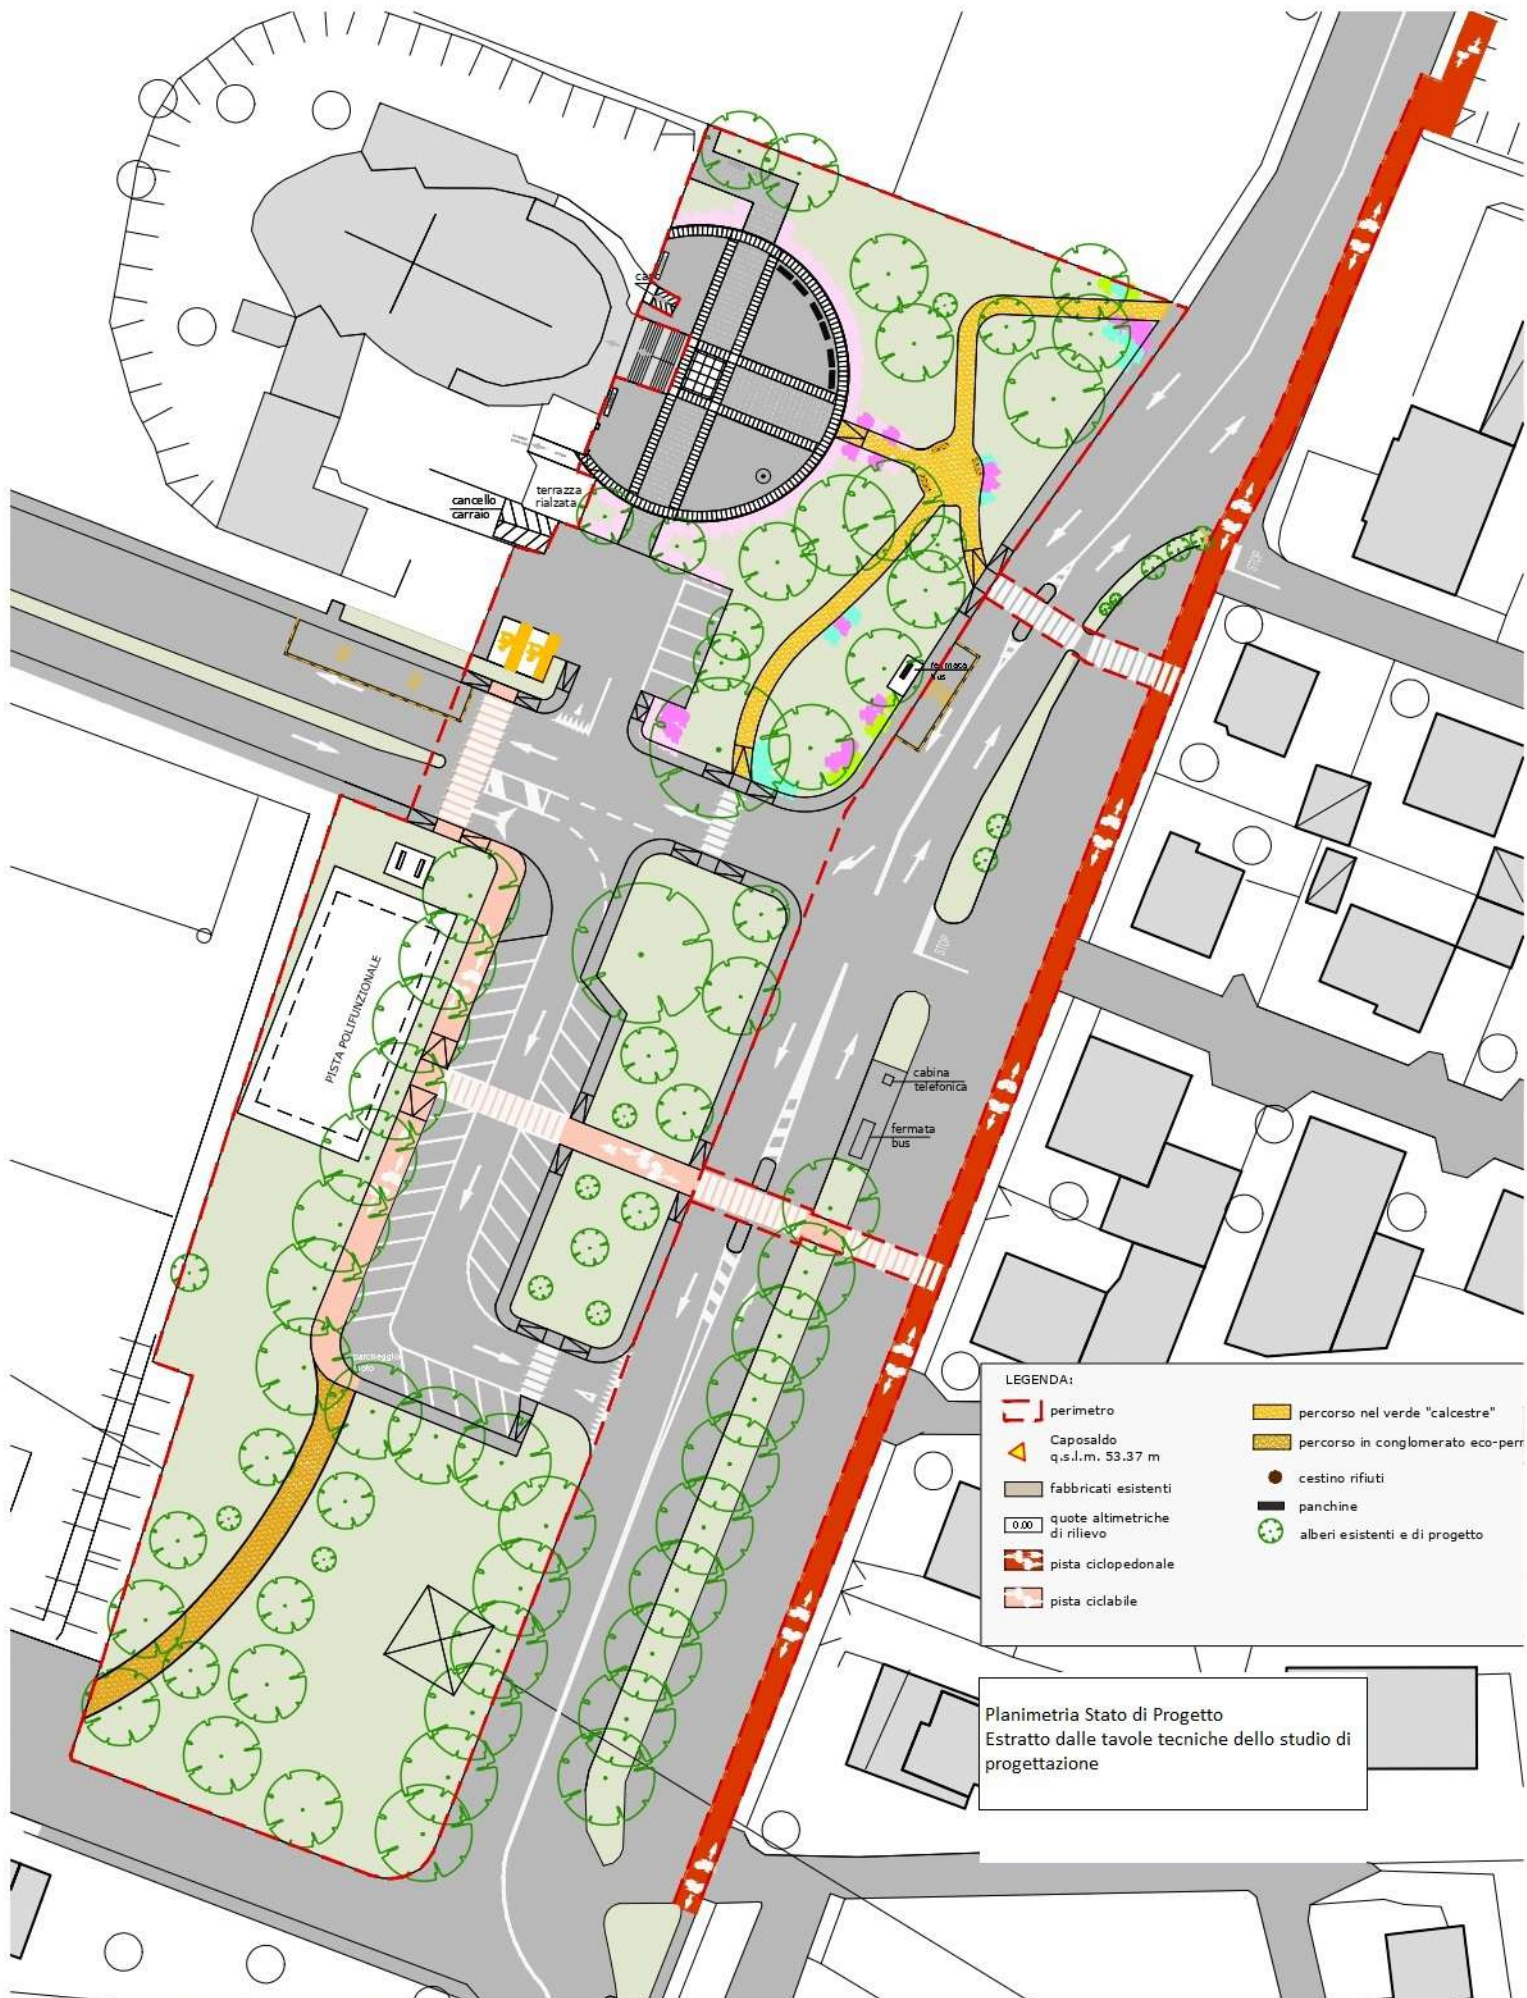 cancello
carraio
terrazza
rialzata
fermata
bus
STOP
STOP
PISTA POLIFUNZIONALE
cabina
telefonica
fermata
bus
parcheggio
moto
LEGENDA:
perimetro
Caposaldo
q.s.l.m. 53.37 m
fabbricati esistenti
0.00
quote altimetriche
di rilievo
pista ciclopedonale
pista ciclabile
percorso nel verde "calcestre"
percorso in conglomerato eco-perr
cestino rifiuti
panchine
alberi esistenti e di progetto
Planimetria Stato di Progetto
Estratto dalle tavole tecniche dello studio di
progettazione